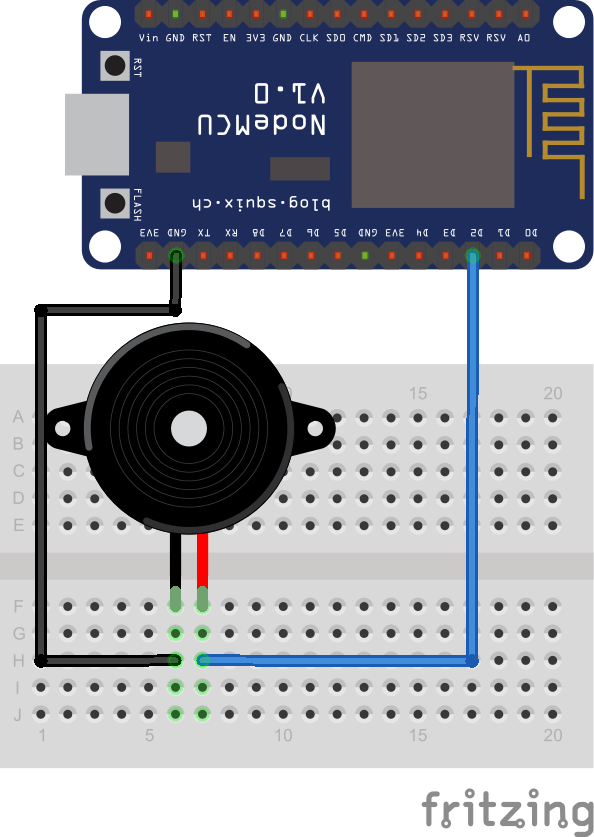 Vin GND RST EN 3V3 GND CLK SD0 CMD SD1 SD2 SD3 RSV RSV A0
RST
V1.0
NodeMCU
FLASH
blog.squix.ch
3V3 GND TX RX D8 D7 D6 D5 GND 3V3 D4 D3 D2 D1 D0
15 20
A
B
C
D
E
F
G
H
I
J
1 5 10 15 20
fritzing